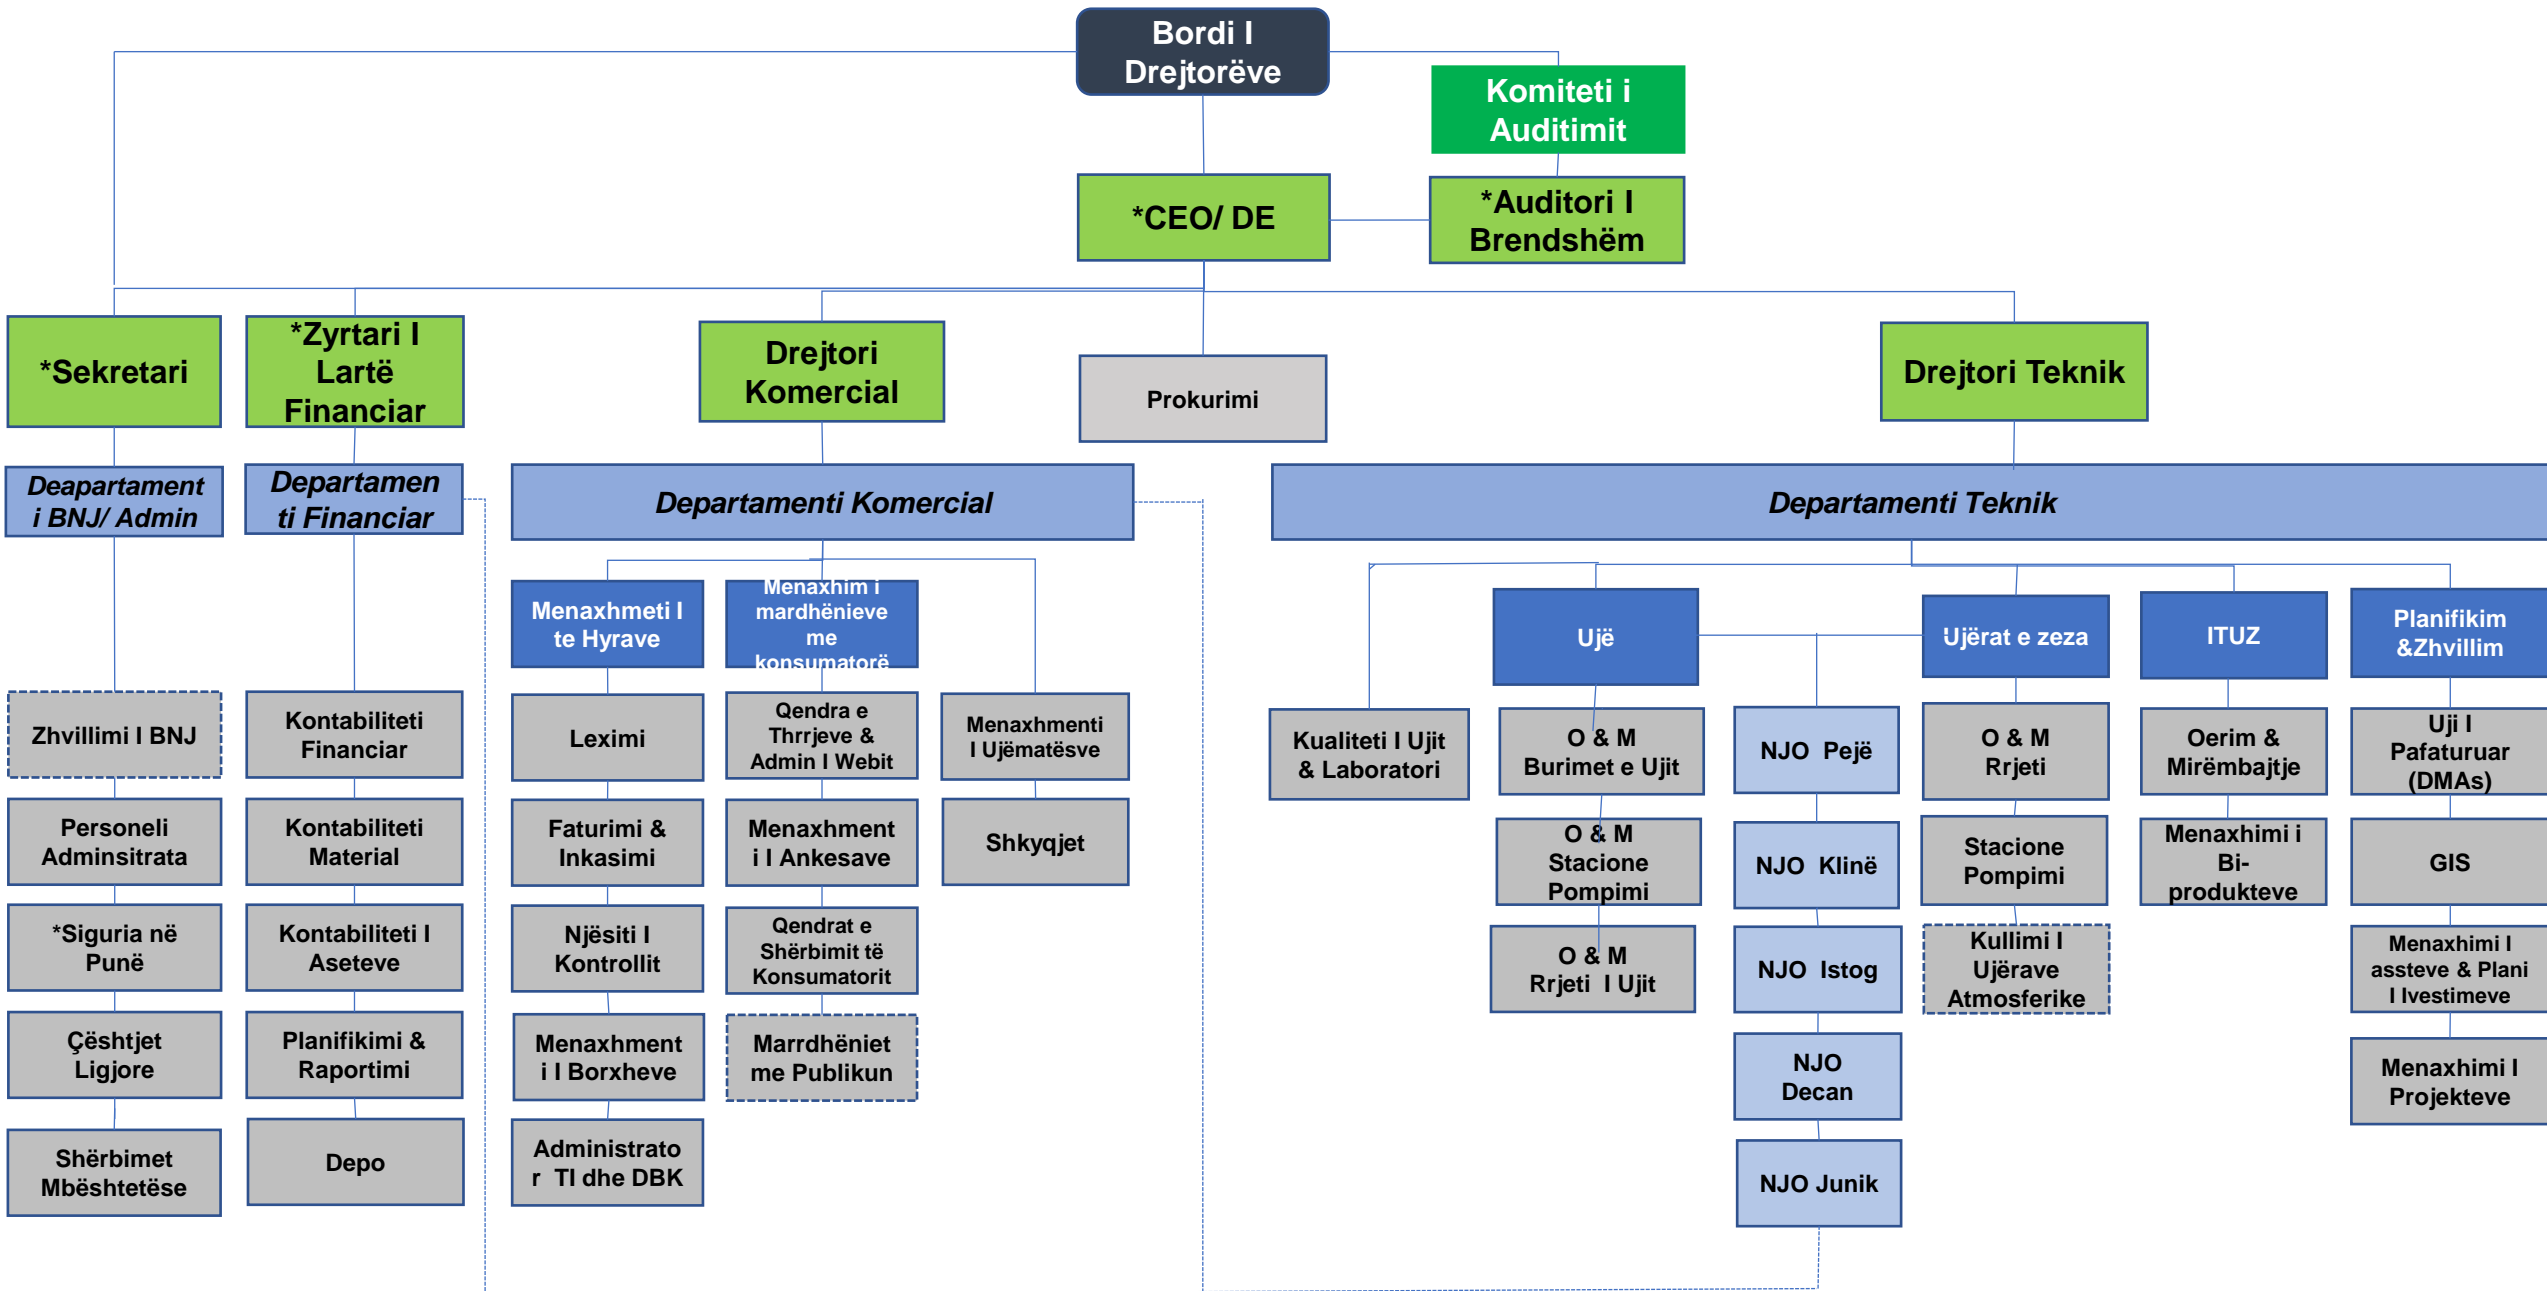 Bordi I
Drejtorëve
Komiteti i
Auditimit
*CEO/ DE
*Auditori I
Brendshëm
*Sekretari
*Zyrtari I
Lartë
Financiar
Drejtori
Komercial
Prokurimi
Drejtori Teknik
Deapartament
i BNJ/ Admin
Departamen
ti Financiar
Departamenti Komercial
Departamenti Teknik
Menaxhmeti I
te Hyrave
Menaxhim i
mardhënieve
me
konsumatorë
Ujë
Ujërat e zeza
ITUZ
Planifikim
&Zhvillim
Zhvillimi I BNJ
Personeli
Adminsitrata
*Siguria në
Punë
Çështjet
Ligjore
Shërbimet
Mbështetëse
Kontabiliteti
Financiar
Kontabiliteti
Material
Kontabiliteti I
Aseteve
Planifikimi &
Raportimi
Depo
Leximi
Faturimi &
Inkasimi
Njësiti I
Kontrollit
Menaxhment
i I Borxheve
Administrato
r  TI dhe DBK
Qendra e
Thrrjeve &
Admin I Webit
Menaxhment
i I Ankesave
Qendrat e
Shërbimit të
Konsumatorit
Marrdhëniet
me Publikun
Menaxhmenti
I Ujëmatësve
Shkyqjet
Kualiteti I Ujit
& Laboratori
O & M
Burimet e Ujit
O & M
Stacione
Pompimi
O & M
Rrjeti  I Ujit
NJO  Pejë
NJO  Klinë
NJO  Istog
NJO
Decan
NJO Junik
O & M
Rrjeti
Stacione
Pompimi
Kullimi I
Ujërave
Atmosferike
Oerim &
Mirëmbajtje
Menaxhimi i
Bi-
produkteve
Uji I
Pafaturuar
(DMAs)
GIS
Menaxhimi I
assteve & Plani
I Ivestimeve
Menaxhimi I
Projekteve